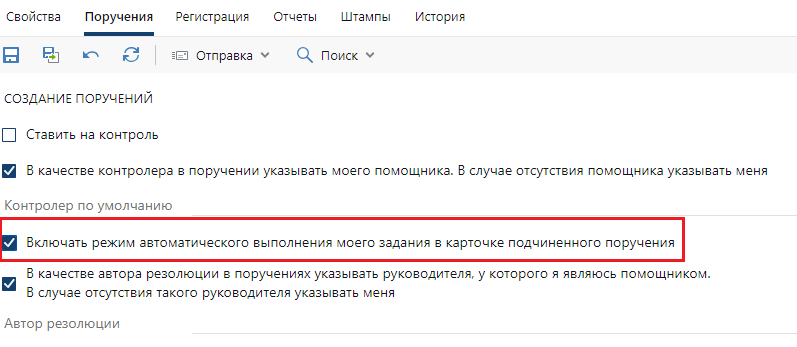 Свойства Поручения Регистрация Отчеты Штампы История
Отправка Поиск
СОЗДАНИЕ ПОРУЧЕНИЙ
Ставить на контроль
В качестве контролера в поручении указывать моего помощника. В случае отсутствия помощника указывать меня
Контролер по умолчанию
Включать режим автоматического выполнения моего задания в карточке подчиненного поручения
В качестве автора резолюции в поручениях указывать руководителя, у которого я являюсь помощником.
В случае отсутствия такого руководителя указывать меня
Автор резолюции